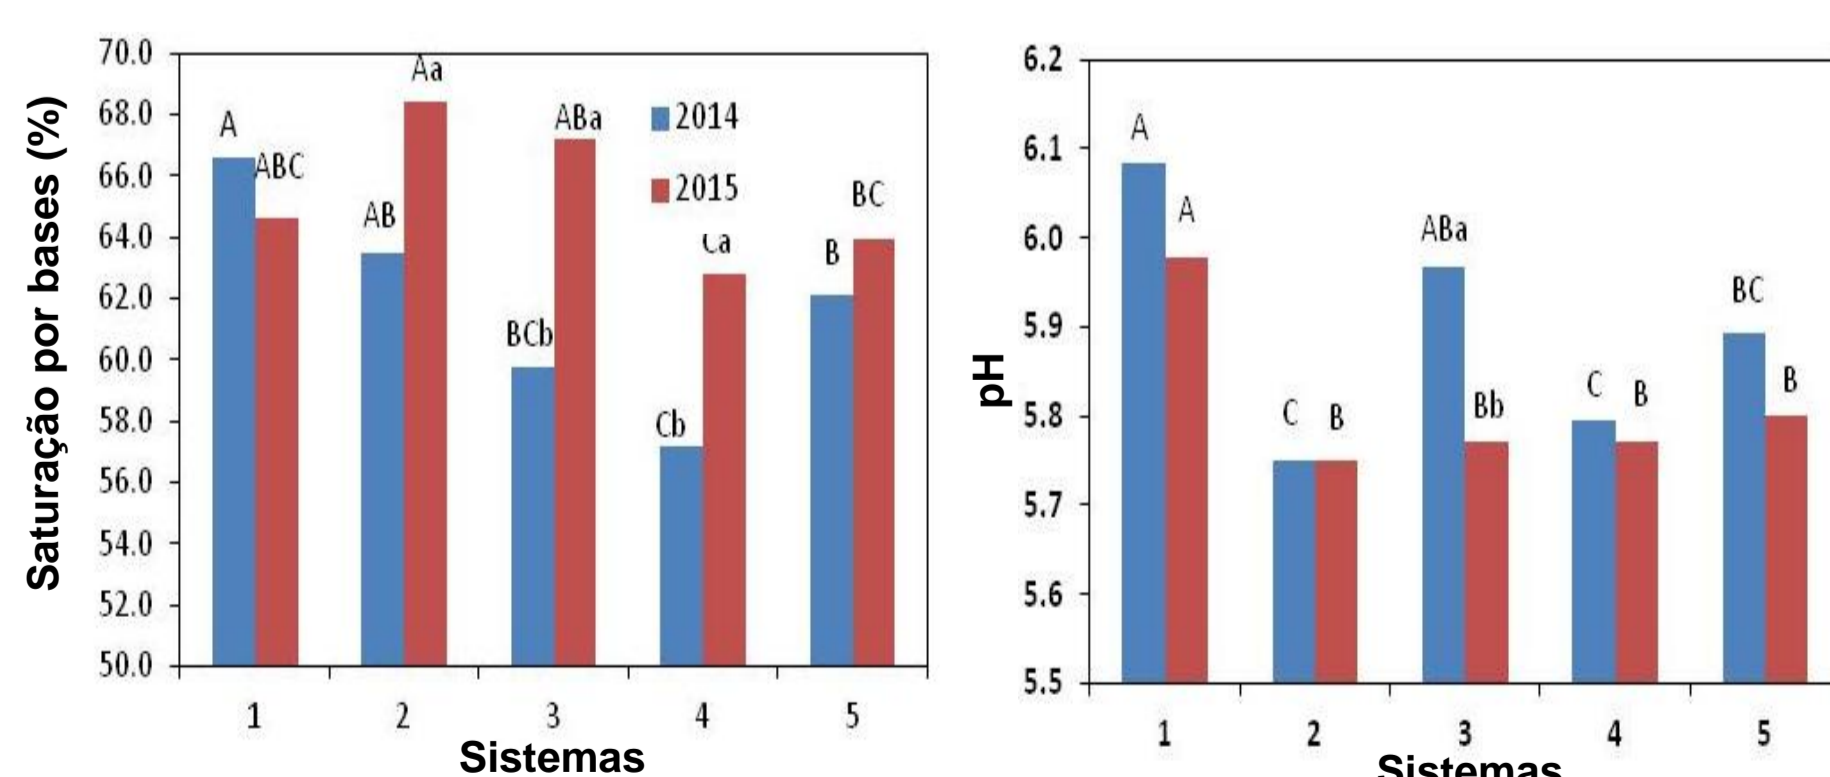 Saturação por bases (%)
70.0
68.0
66.0
64.0
62.0
60.0
58.0
56.0
54.0
52.0
50.0
A
ABC
AB
Aa
BCb
ABa
Cb
Ca
B
BC
2014
2015
1 2 3 4 5
Sistemas
pH
6.2
6.1
6.0
5.9
5.8
5.7
5.6
5.5
A
A
C
B
ABa
Bb
C
B
BC
B
1 2 3 4 5
Sistemas